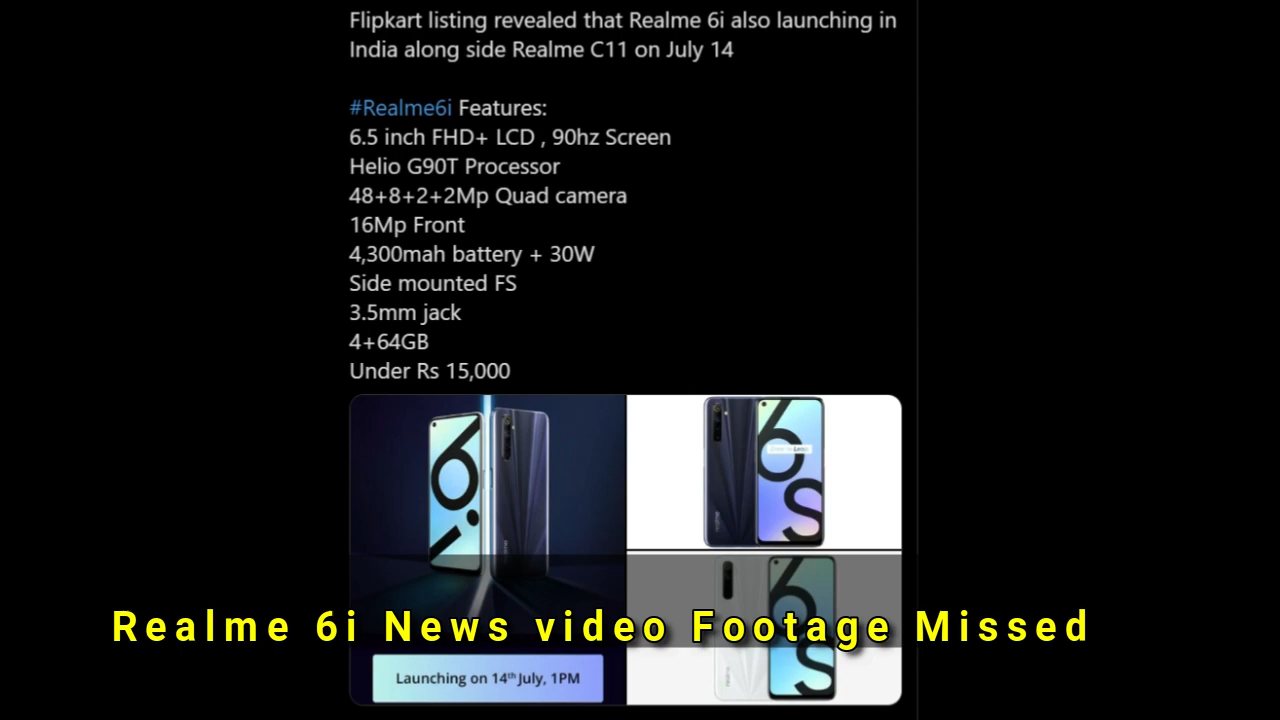 Flipkart listing revealed that Realme 6i also launching in
India along side Realme C11 on July 14
#Realme6i Features:
6.5 inch FHD+ LCD , 90hz Screen
Helio G90T Processor
48+8+2+2Mp Quad camera
16Mp Front
4,300mah battery + 30W
Side mounted FS
3.5mm jack
4+64GB
Under Rs 15,000
6i
6S
6S
Realme 6i News video Footage Missed
Launching on 14th July, 1PM